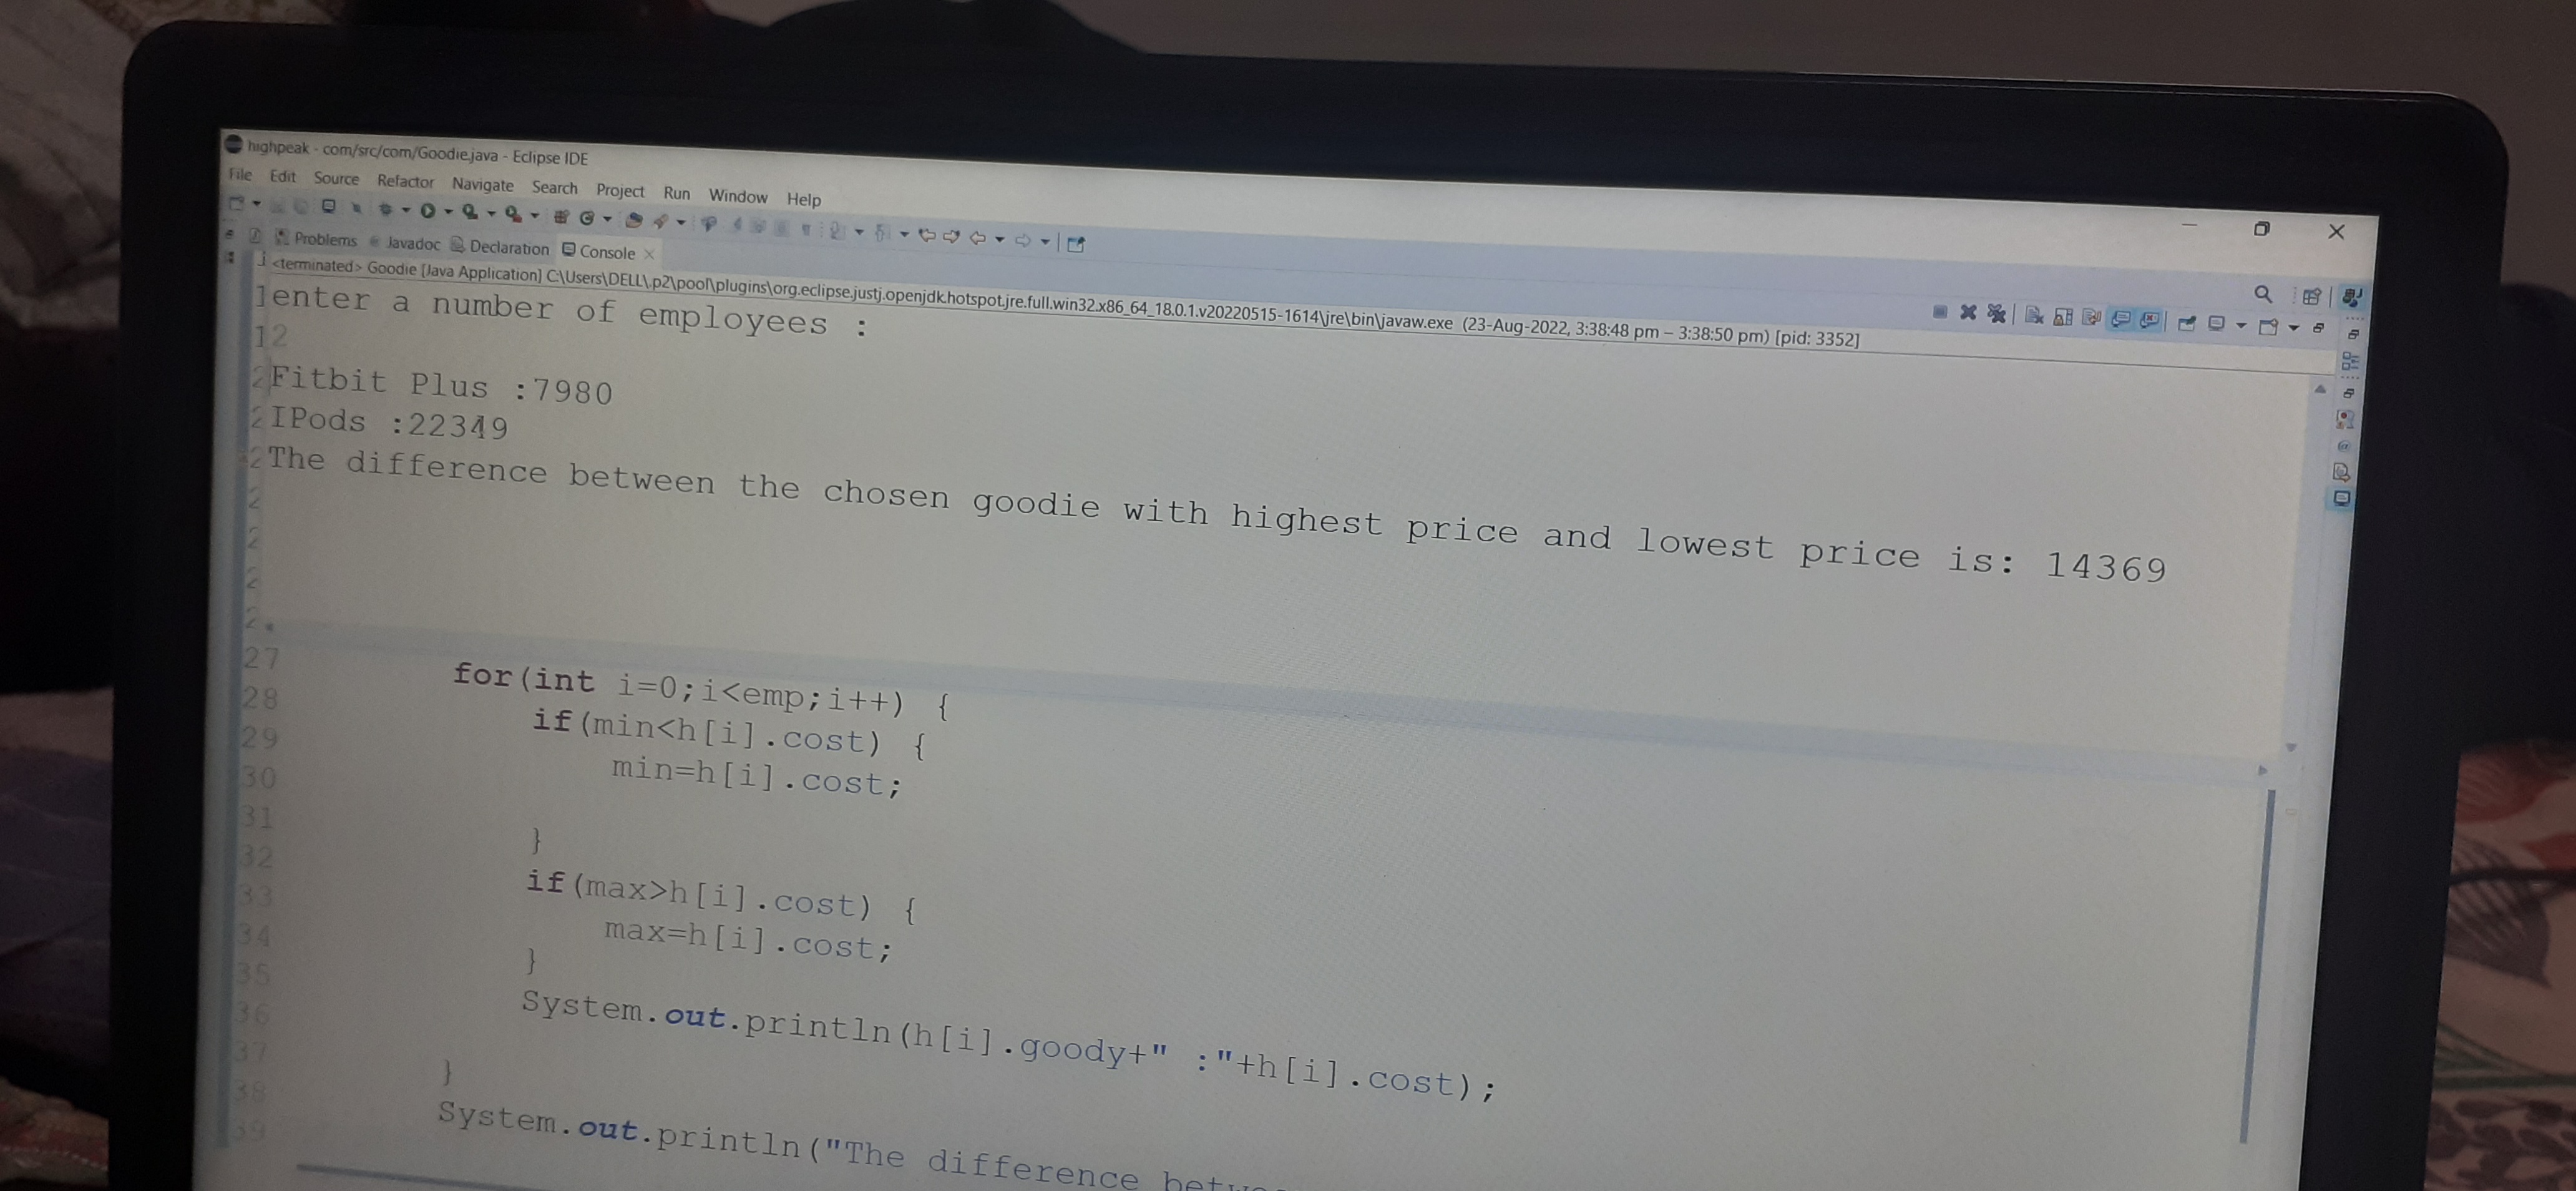 highpeak - com/src/com/Goodie.java - Eclipse IDE
File Edit Source Refactor Navigate Search Project Run Window Help
Problems Javadoc Declaration Console
<terminated> Goodie [Java Application] C:\Users\DELL\.p2\pool\plugins\org.eclipse.justj.openjdk.hotspot.jre.full.win32.x86_64_18.0.1.v20220515-1614\jre\bin\javaw.exe (23-Aug-2022, 3:38:48 pm – 3:38:50 pm) [pid: 3352]
enter a number of employees :
2
Fitbit Plus :7980
IPods :22349
The difference between the chosen goodie with highest price and lowest price is: 14369
27
for(int i=0;i<emp;i++) {
28
if(min<h[i].cost) {
29
min=h[i].cost;
30
31
}
32
if(max>h[i].cost) {
33
max=h[i].cost;
34
}
35
System.out.println(h[i].goody+" :"+h[i].cost);
36
37
}
38
System.out.println("The difference betw
39